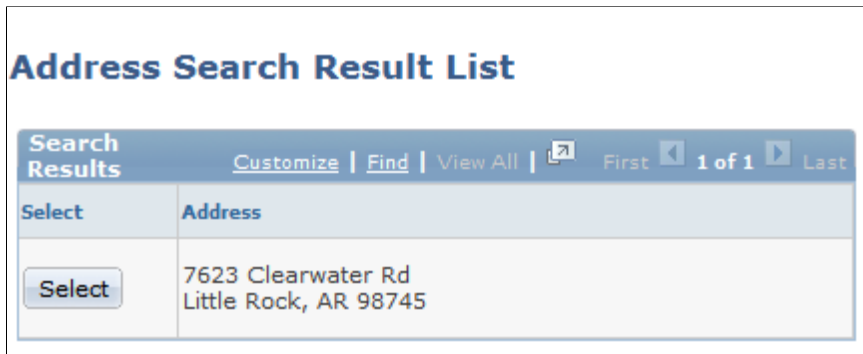 Address Search Result List
Search Results Customize | Find | View All | First 1 of 1 Last
Select Address
Select 7623 Clearwater Rd
Little Rock, AR 98745